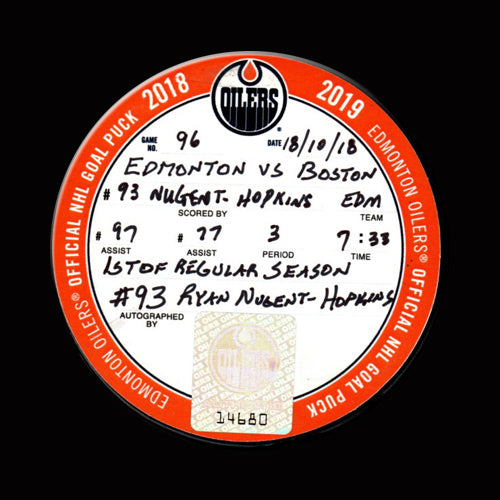 EDMONTON OILERS® OFFICIAL NHL GOAL PUCK 2018
2019 EDMONTON OILERS® OFFICIAL NHL GOAL PUCK
OILERS
GAME NO. 96 DATE 18/10/18
EDMONTON VS BOSTON
# 93 NUGENT-HOPKINS EDM
SCORED BY TEAM
# 97 # 77 3 7:33
ASSIST ASSIST PERIOD TIME
1ST OF REGULAR SEASON
#93 RYAN NUGENT-HOPKINS
AUTOGRAPHED BY
14680